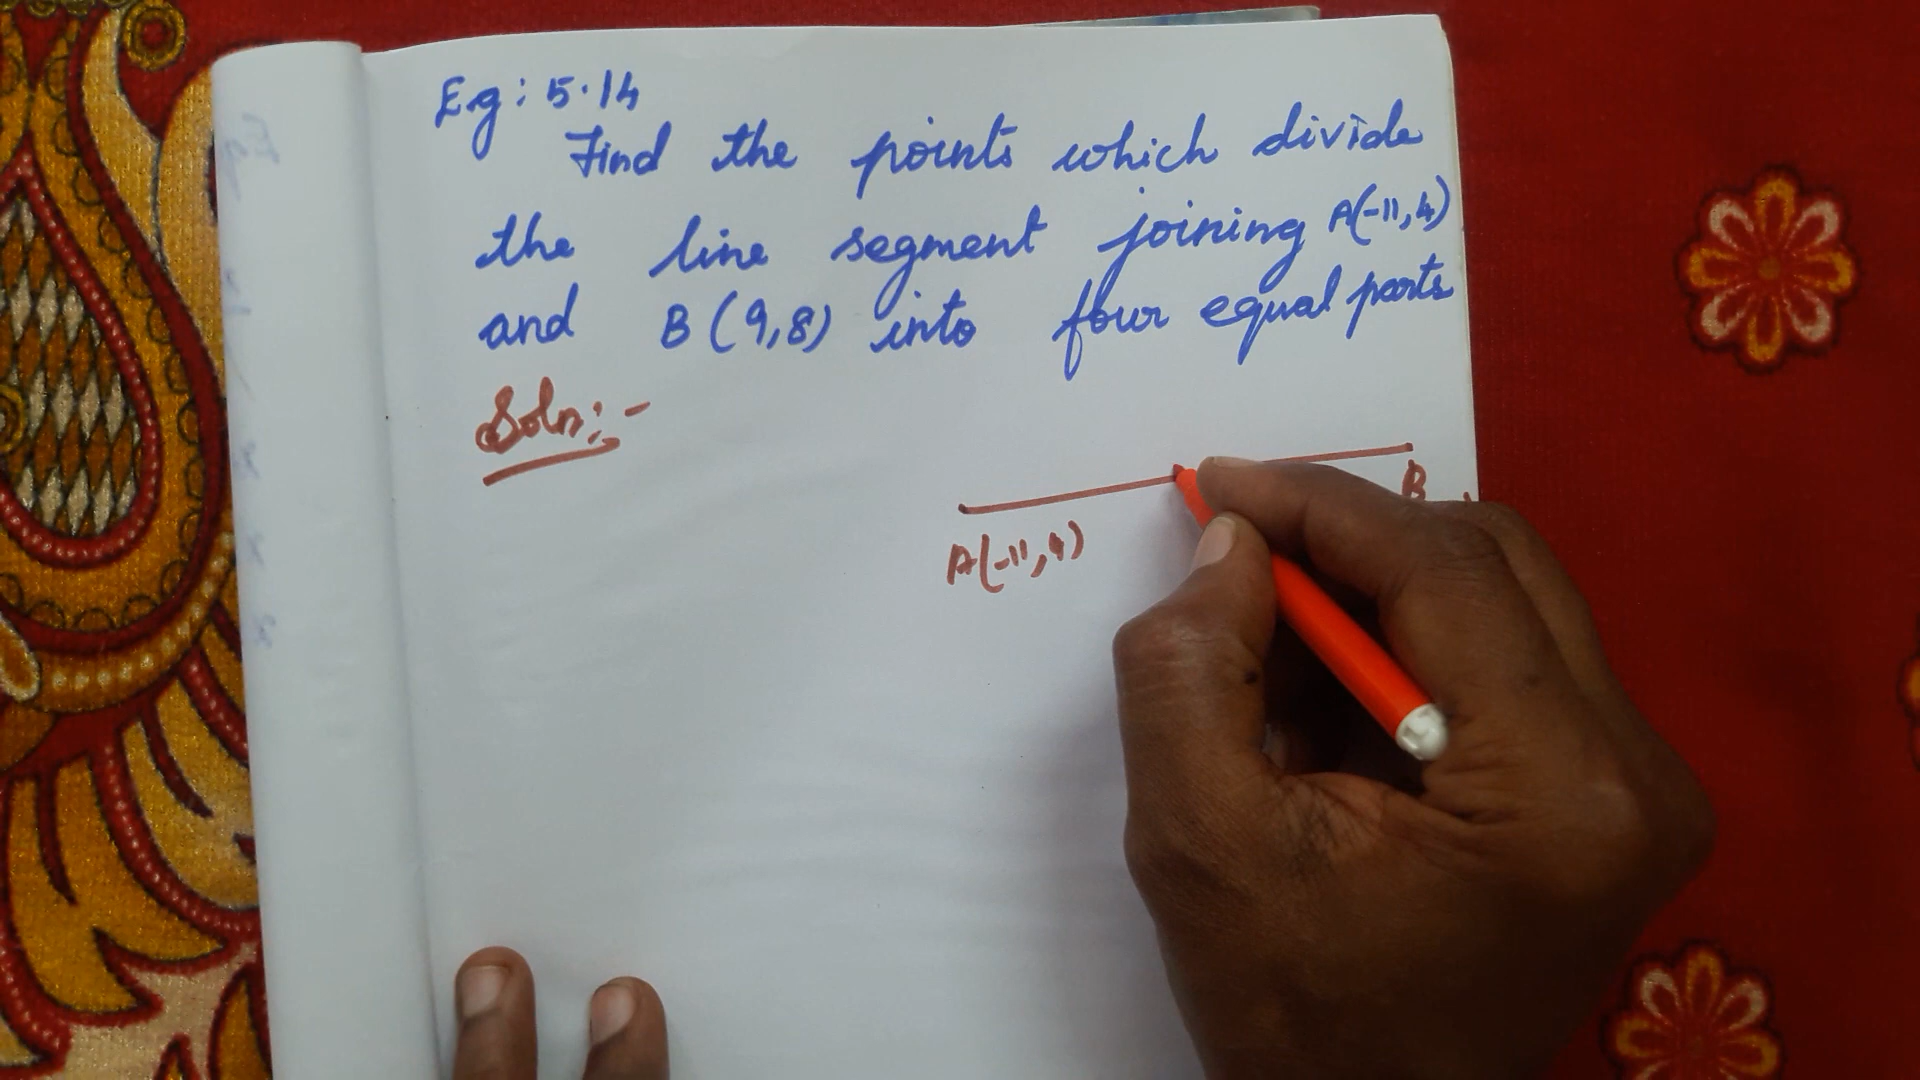 Eg: 5.14
Find the points which divide
the line segment joining A(-11,4)
and B(9,8) into four equal parts
Soln:-
B
A(-11,4)